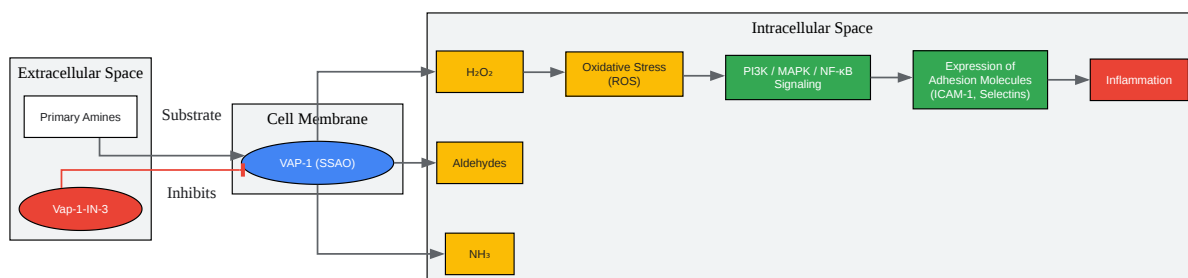 Extracellular Space
Primary Amines
Vap-1-IN-3
Substrate
Inhibits
Cell Membrane
VAP-1 (SSAO)
Intracellular Space
H₂O₂
Oxidative Stress
(ROS)
PI3K / MAPK / NF-κB
Signaling
Expression of
Adhesion Molecules
(ICAM-1, Selectins)
Inflammation
Aldehydes
NH₃